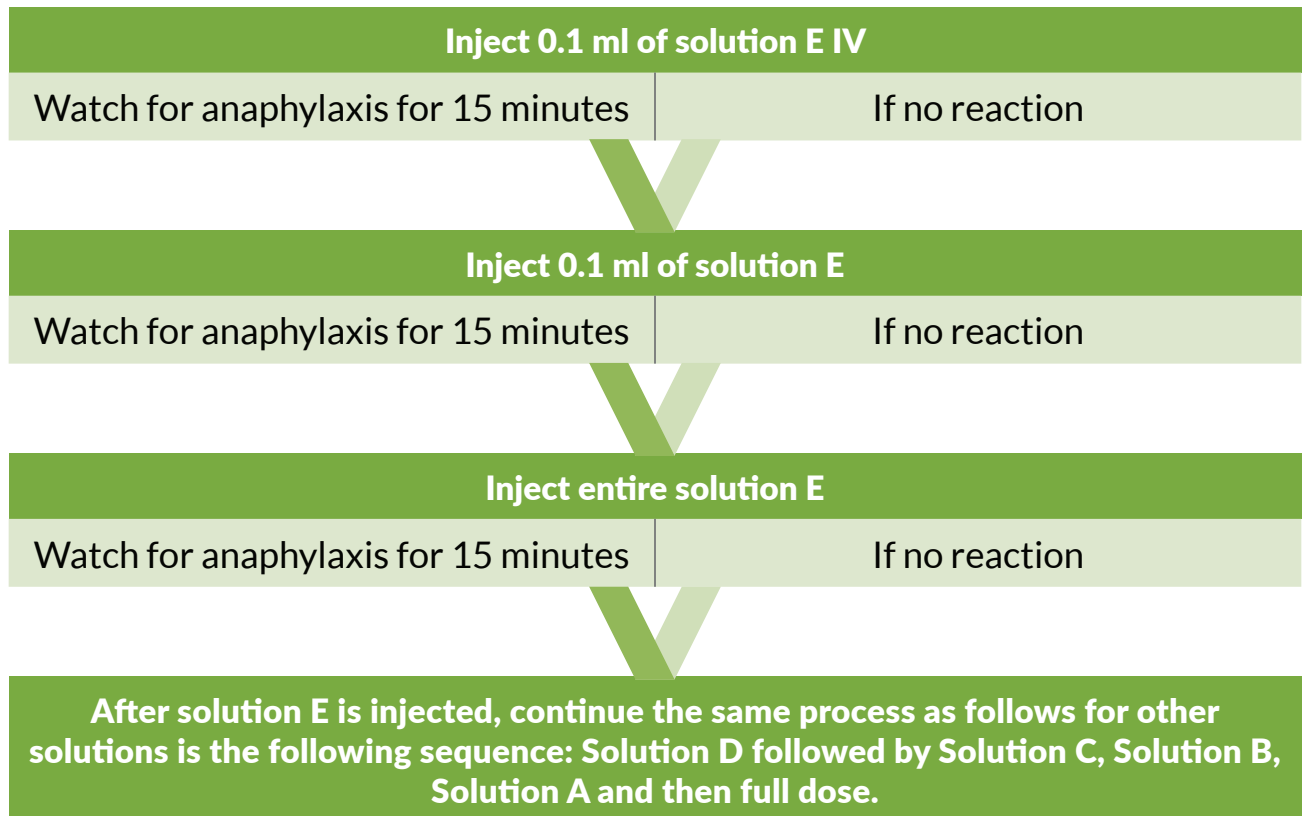 Inject 0.1 ml of solution E IV
Watch for anaphylaxis for 15 minutes
If no reaction
Inject 0.1 ml of solution E
Watch for anaphylaxis for 15 minutes
If no reaction
Inject entire solution E
Watch for anaphylaxis for 15 minutes
If no reaction
After solution E is injected, continue the same process as follows for other
solutions is the following sequence: Solution D followed by Solution C, Solution B,
Solution A and then full dose.